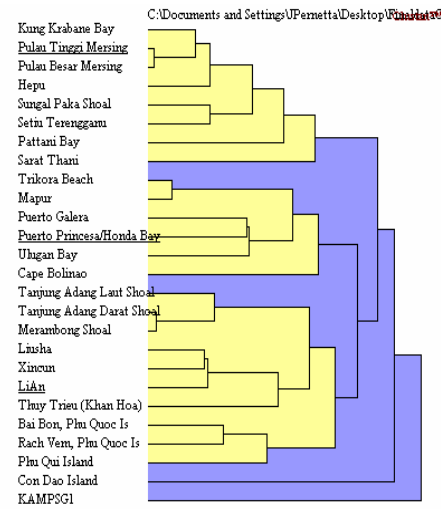 C:\Documents and Settings\JPernetta\Desktop\
Kung Krabane Bay
Pulau Tinggi Mersing
Pulau Besar Mersing
Hepu
Sungal Paka Shoal
Setiu Terengganu
Pattani Bay
Sarat Thani
Trikora Beach
Mapur
Puerto Galera
Puerto Princesa/Honda Bay
Ulugan Bay
Cape Bolinao
Tanjung Adang Laut Shoal
Tanjung Adang Darat Shoal
Merambong Shoal
Liusha
Xincun
LiAn
Thuy Trieu (Khan Hoa)
Bai Bon, Phu Quoc Is
Rach Vem, Phu Quoc Is
Phu Qui Island
Con Dao Island
KAMPSG1